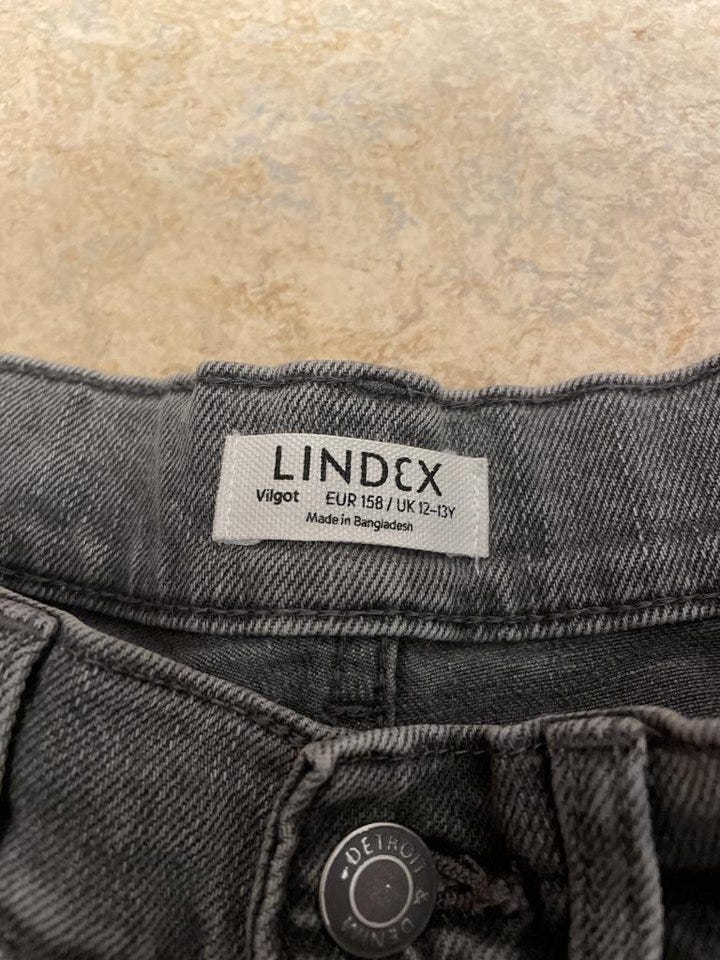 LINDEX
Vilgot EUR 158 / UK 12–13Y
Made in Bangladesh
DETROIT & DENIM